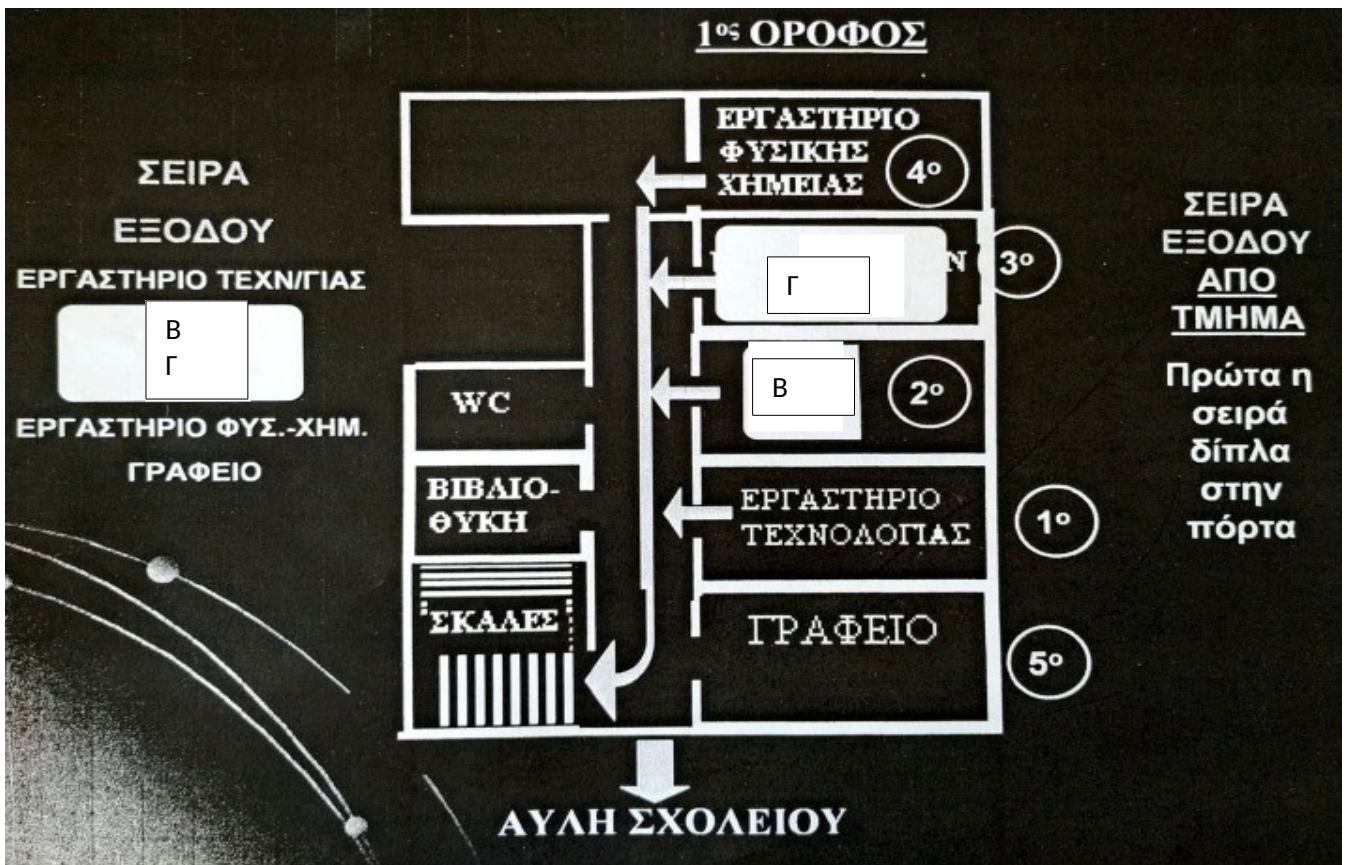 1ος ΟΡΟΦΟΣ
ΣΕΙΡΑ
ΕΞΟΔΟΥ
ΕΡΓΑΣΤΗΡΙΟ ΤΕΧΝ/ΓΙΑΣ
Β
Γ
ΕΡΓΑΣΤΗΡΙΟ ΦΥΣ.-ΧΗΜ.
ΓΡΑΦΕΙΟ
ΕΡΓΑΣΤΗΡΙΟ
ΦΥΣΙΚΗΣ
ΧΗΜΕΙΑΣ
4ο
Γ
Ν
3ο
Β
2ο
WC
ΒΙΒΛΙΟ-
ΘΥΚΗ
ΕΡΓΑΣΤΗΡΙΟ
ΤΕΧΝΟΛΟΓΙΑΣ
1ο
ΣΚΑΛΕΣ
ΓΡΑΦΕΙΟ
5ο
ΑΥΛΗ ΣΧΟΛΕΙΟΥ
ΣΕΙΡΑ
ΕΞΟΔΟΥ
ΑΠΟ
ΤΜΗΜΑ
Πρώτα η
σειρά
δίπλα
στην
πόρτα